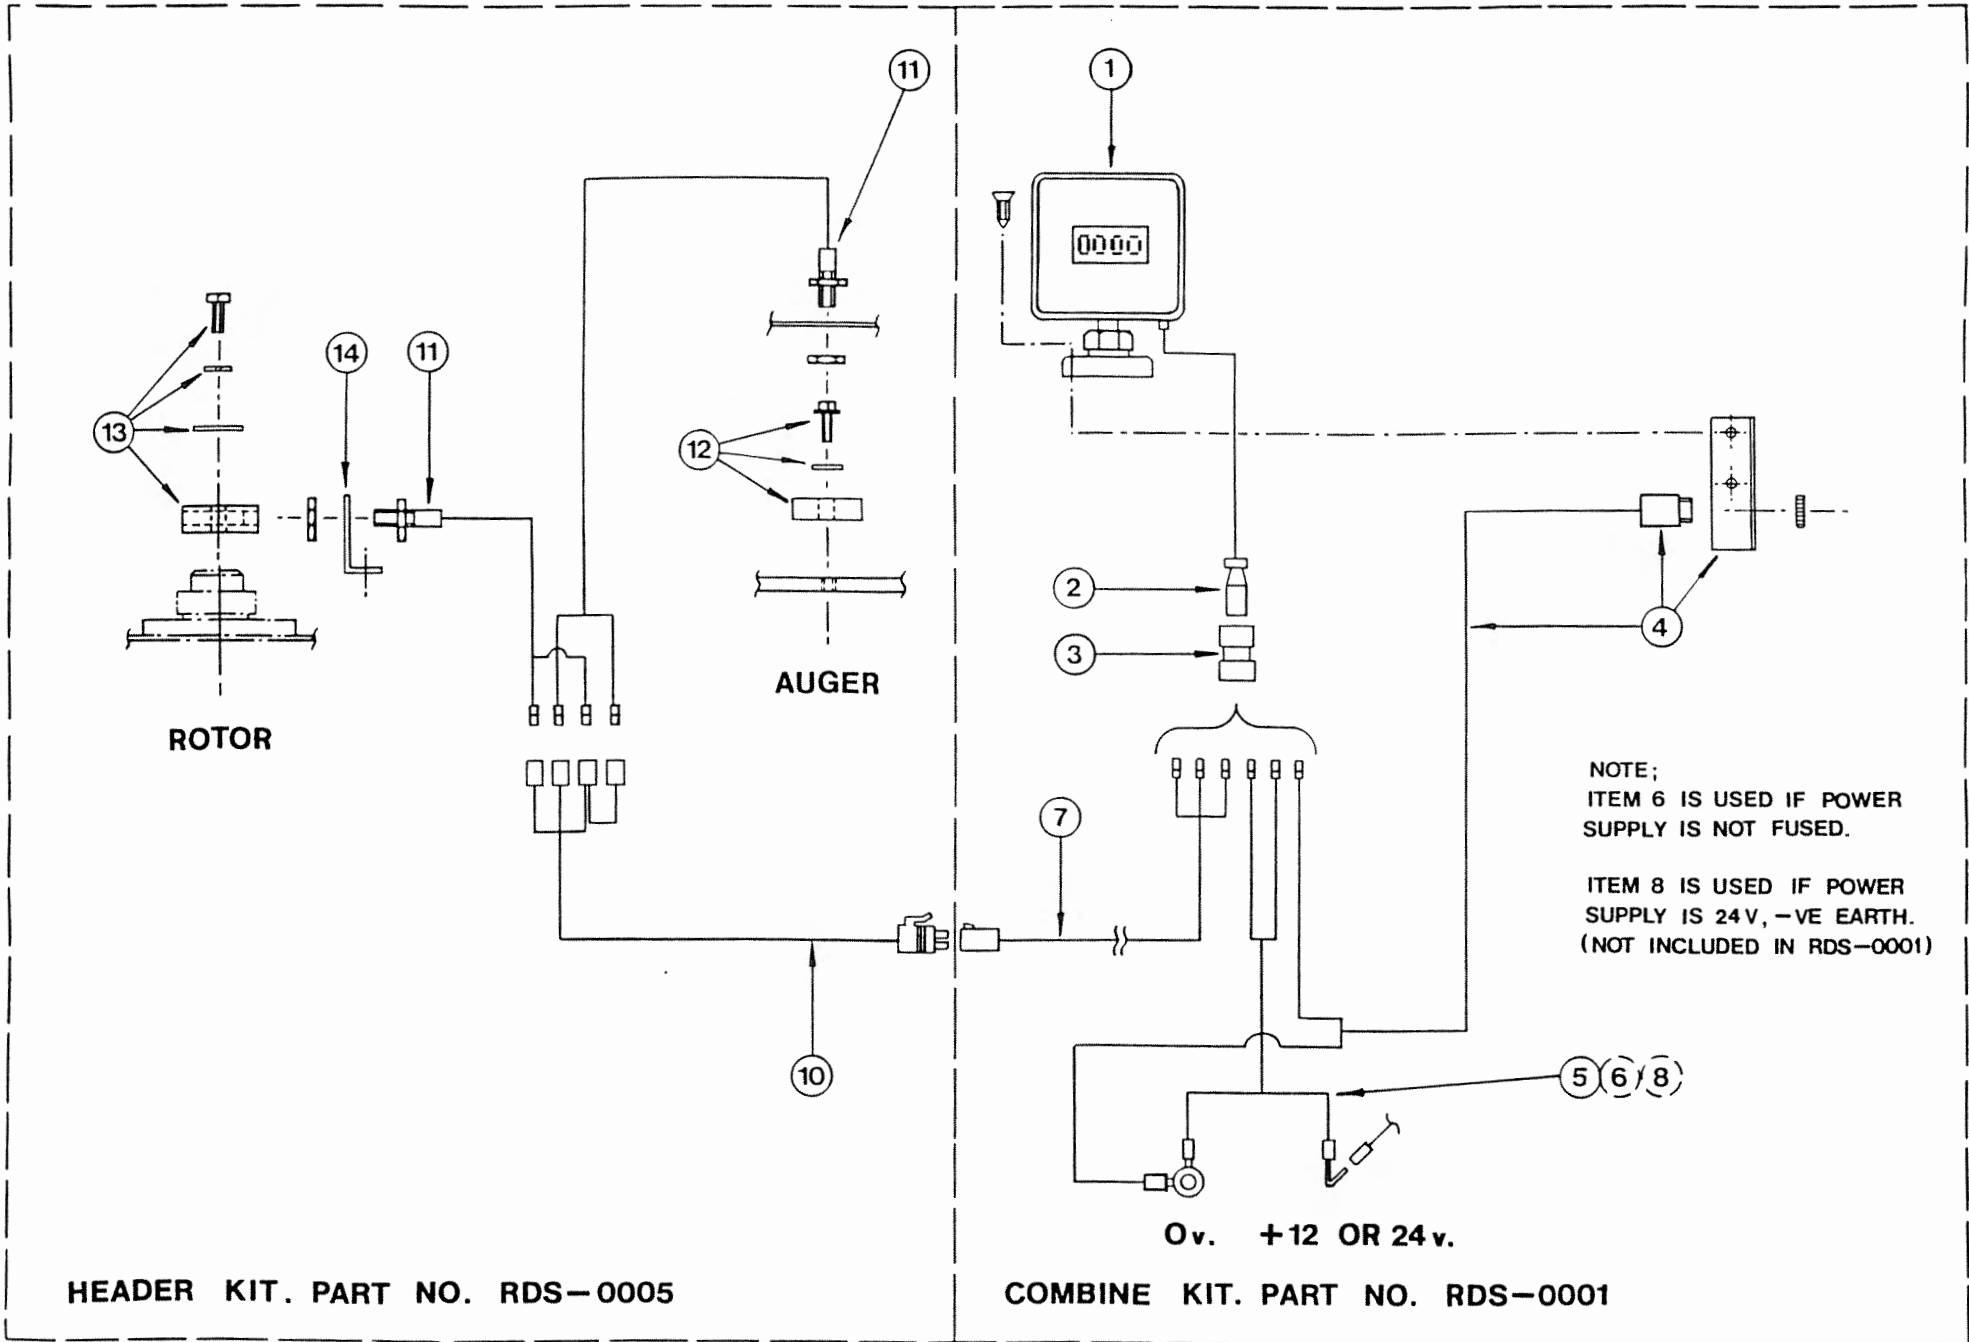 11
1
0000
14
11
13
12
2
3
4
AUGER
ROTOR
NOTE;
ITEM 6 IS USED IF POWER
SUPPLY IS NOT FUSED.
ITEM 8 IS USED IF POWER
SUPPLY IS 24V, -VE EARTH.
(NOT INCLUDED IN RDS-0001)
7
10
5 6 8
0v. +12 OR 24v.
HEADER KIT. PART NO. RDS-0005
COMBINE KIT. PART NO. RDS-0001